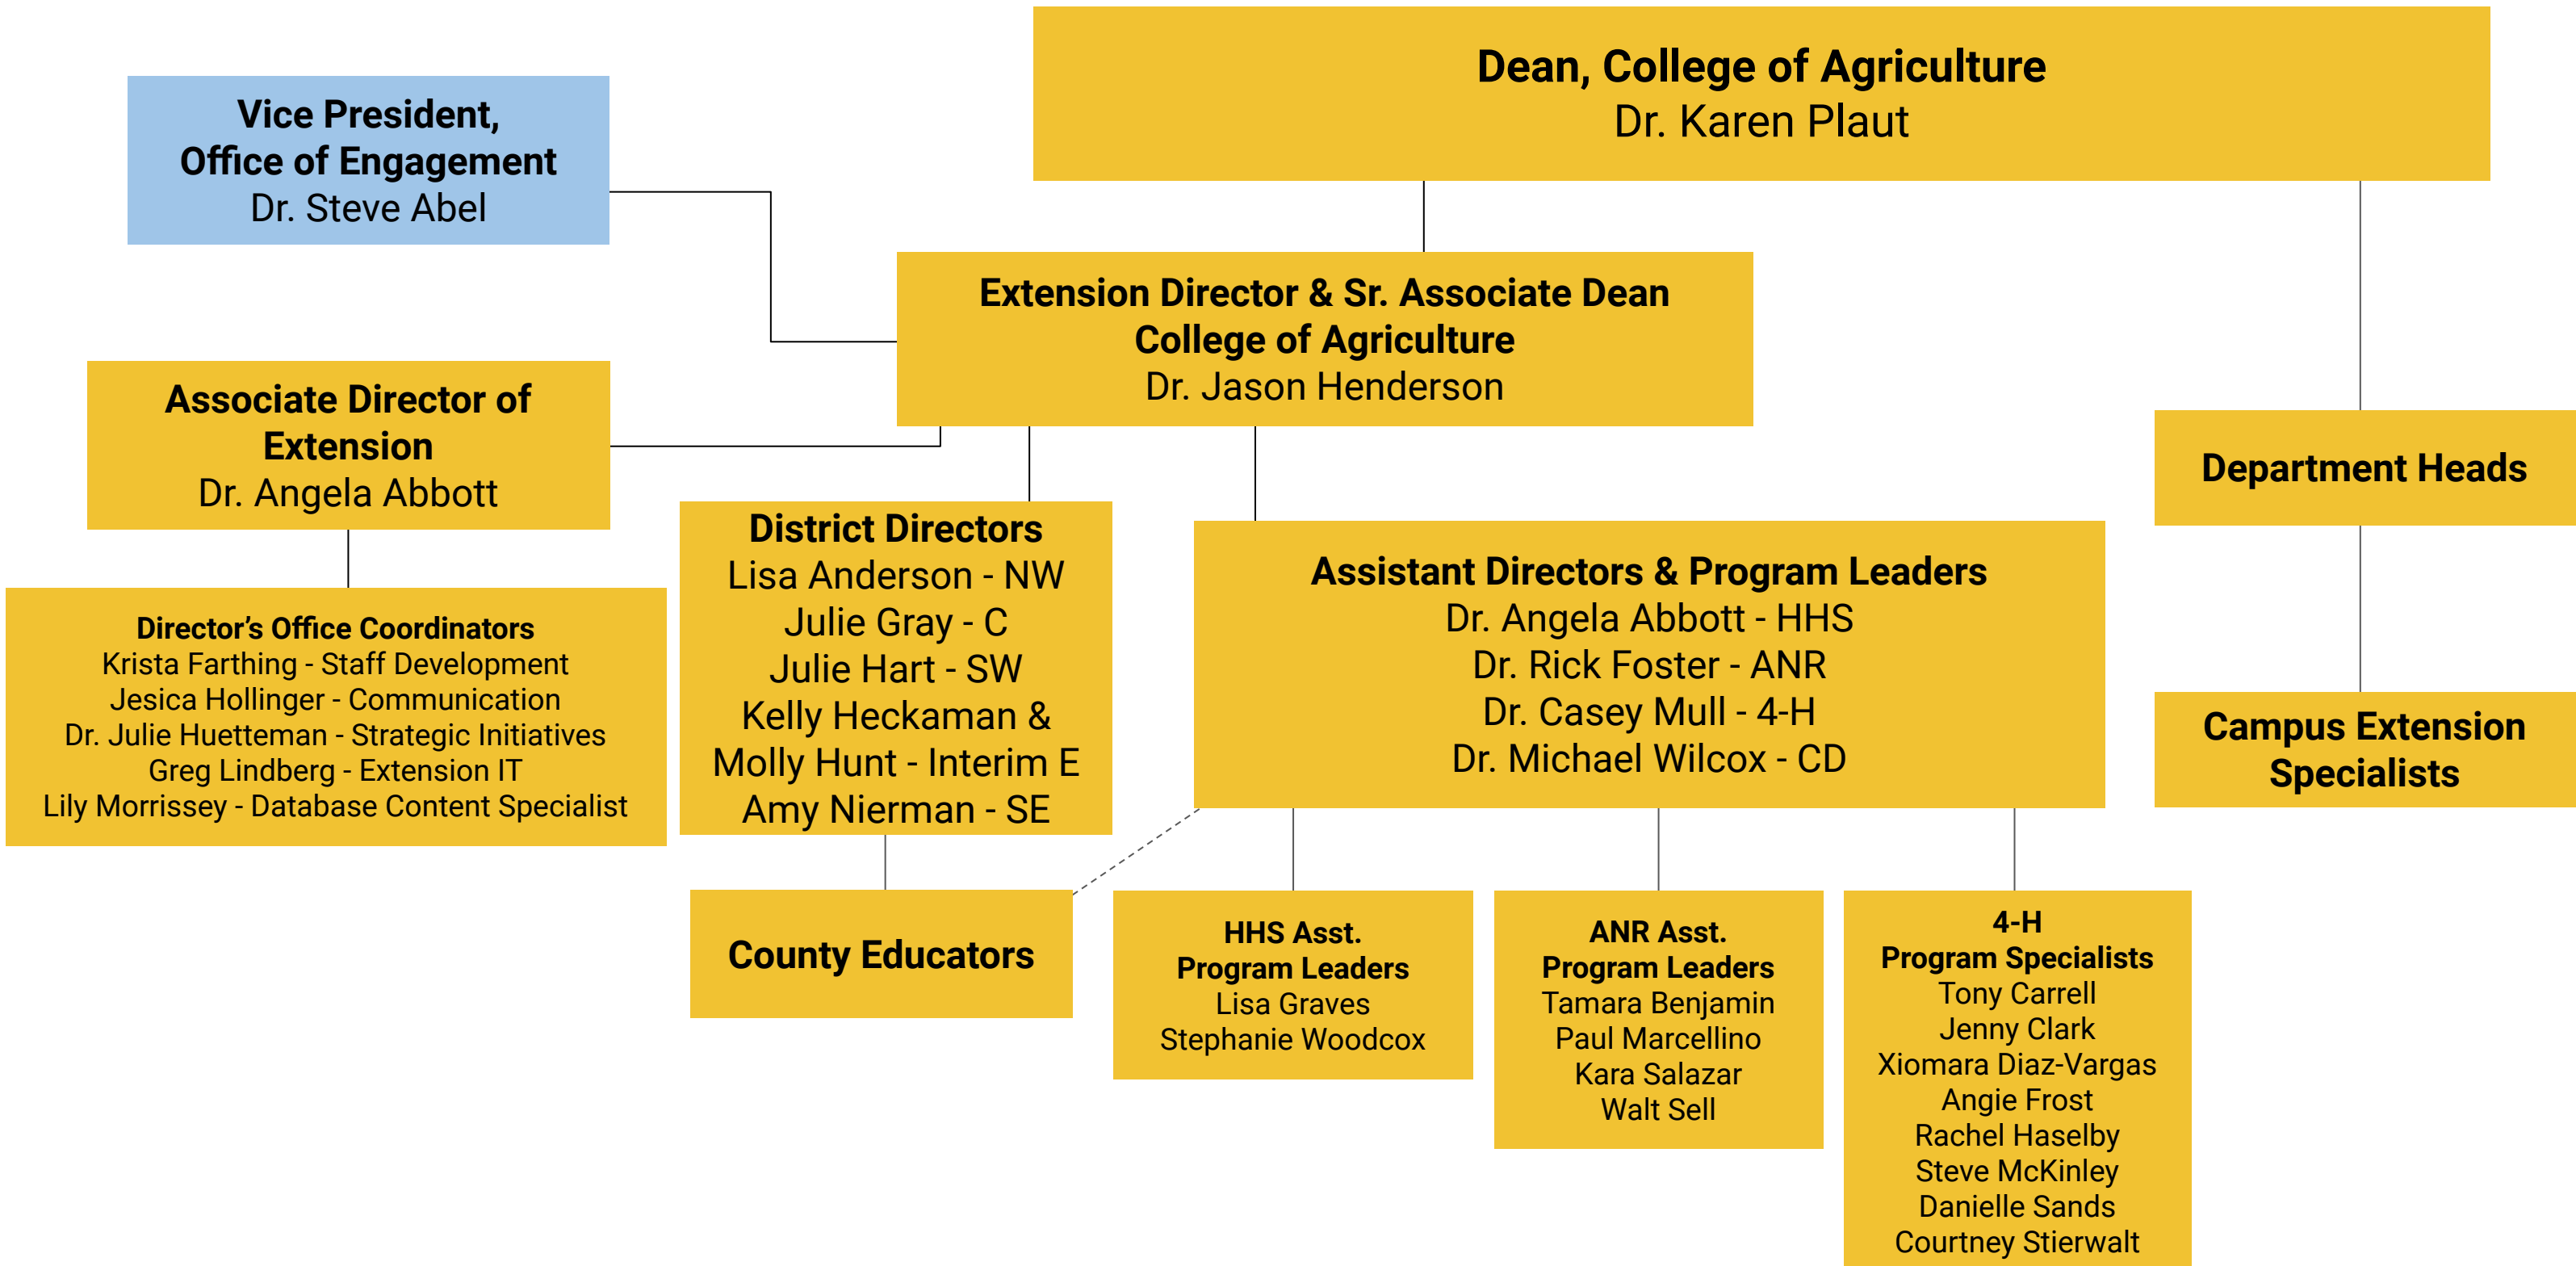 Dean, College of Agriculture
Dr. Karen Plaut
Vice President,
Office of Engagement
Dr. Steve Abel
Extension Director & Sr. Associate Dean
College of Agriculture
Dr. Jason Henderson
Associate Director of
Extension
Dr. Angela Abbott
Department Heads
District Directors
Lisa Anderson - NW
Julie Gray - C
Julie Hart - SW
Kelly Heckaman &
Molly Hunt - Interim E
Amy Nierman - SE
Assistant Directors & Program Leaders
Dr. Angela Abbott - HHS
Dr. Rick Foster - ANR
Dr. Casey Mull - 4-H
Dr. Michael Wilcox - CD
Director’s Office Coordinators
Krista Farthing - Staff Development
Jesica Hollinger - Communication
Dr. Julie Huetteman - Strategic Initiatives
Greg Lindberg - Extension IT
Lily Morrissey - Database Content Specialist
Campus Extension
Specialists
County Educators
HHS Asst.
Program Leaders
Lisa Graves
Stephanie Woodcox
ANR Asst.
Program Leaders
Tamara Benjamin
Paul Marcellino
Kara Salazar
Walt Sell
4-H
Program Specialists
Tony Carrell
Jenny Clark
Xiomara Diaz-Vargas
Angie Frost
Rachel Haselby
Steve McKinley
Danielle Sands
Courtney Stierwalt